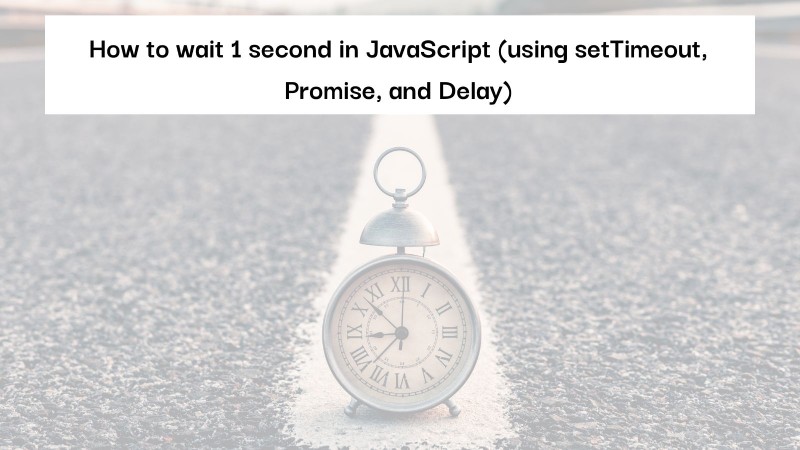 How to wait 1 second in JavaScript (using setTimeout,
Promise, and Delay)
XII
I
II
III
V
VI
VII
VIII
IX
X
XI